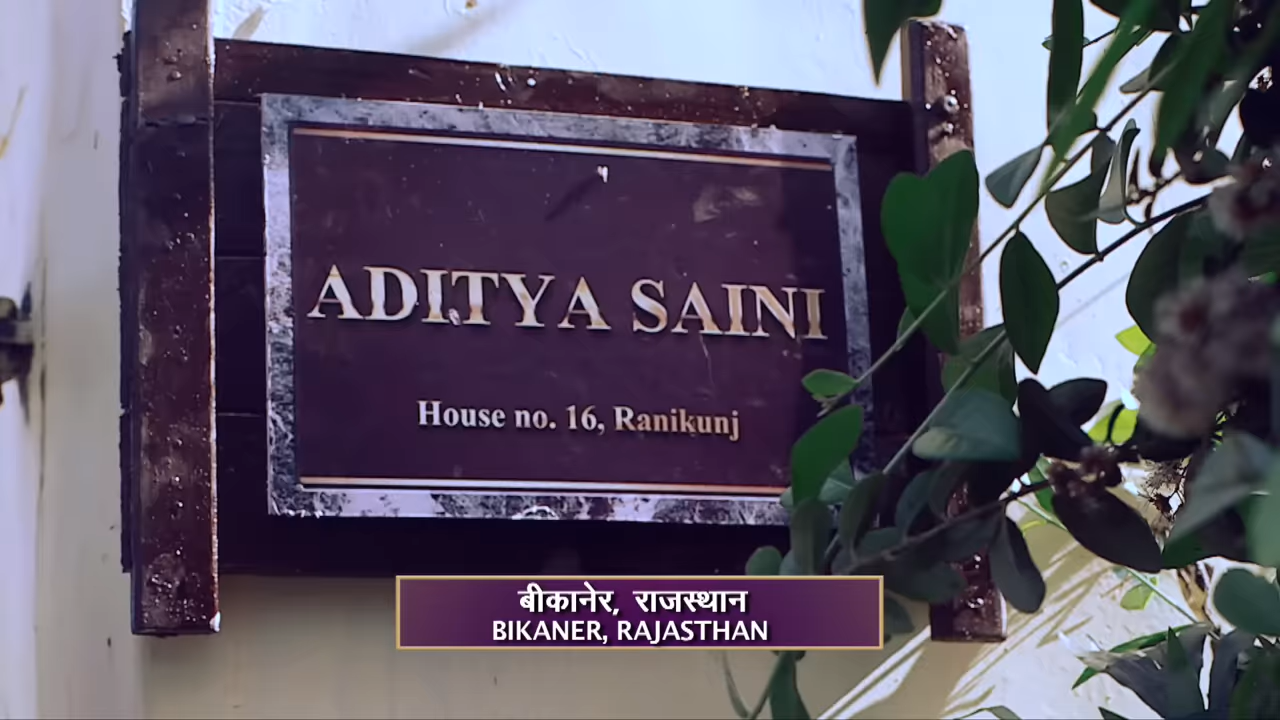 ADITYA SAINI
House no. 16, Ranikunj
बीकानेर, राजस्थान
BIKANER, RAJASTHAN